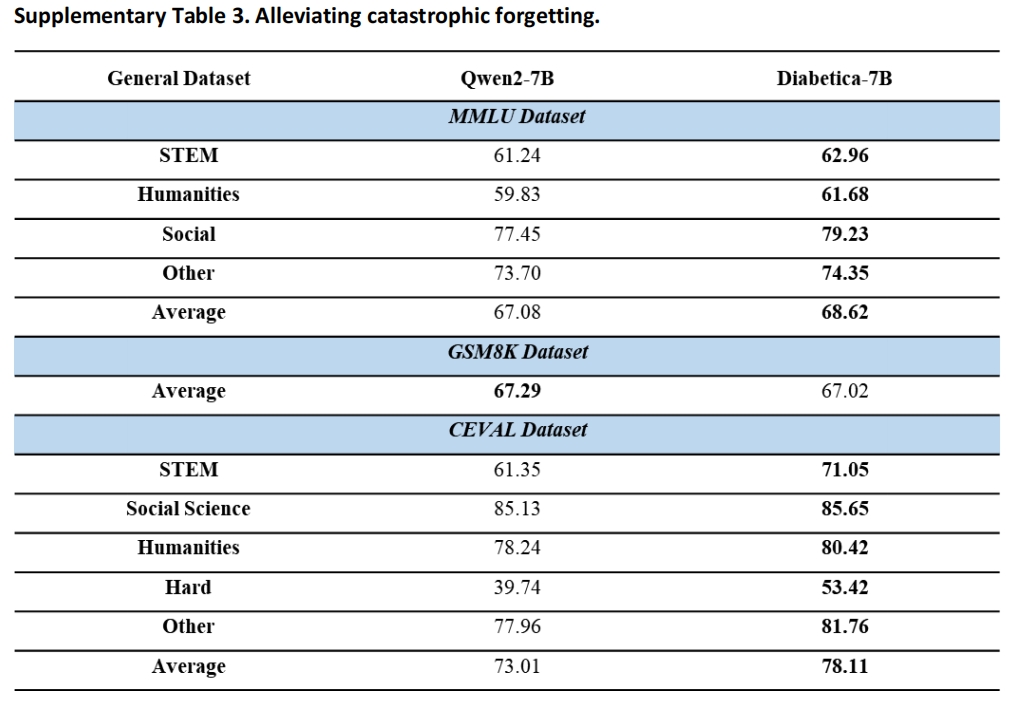 Supplementary Table 3. Alleviating catastrophic forgetting.
General Dataset Qwen2-7B Diabetica-7B
MMLU Dataset
STEM 61.24 62.96
Humanities 59.83 61.68
Social 77.45 79.23
Other 73.70 74.35
Average 67.08 68.62
GSM8K Dataset
Average 67.29 67.02
CEVAL Dataset
STEM 61.35 71.05
Social Science 85.13 85.65
Humanities 78.24 80.42
Hard 39.74 53.42
Other 77.96 81.76
Average 73.01 78.11